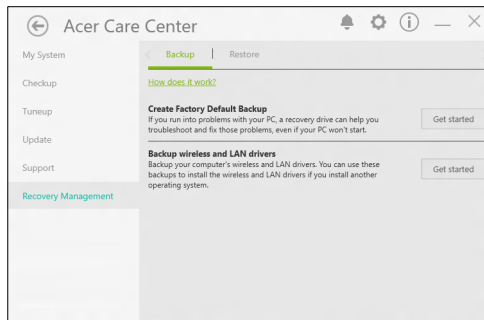 Acer Care Center
My System
Checkup
Tuneup
Update
Support
Recovery Management
Backup
Restore
How does it work?
Create Factory Default Backup
If you run into problems with your PC, a recovery drive can help you
troubleshoot and fix those problems, even if your PC won't start.
Get started
Backup wireless and LAN drivers
Backup your computer's wireless and LAN drivers. You can use these
backups to install the wireless and LAN drivers if you install another
operating system.
Get started